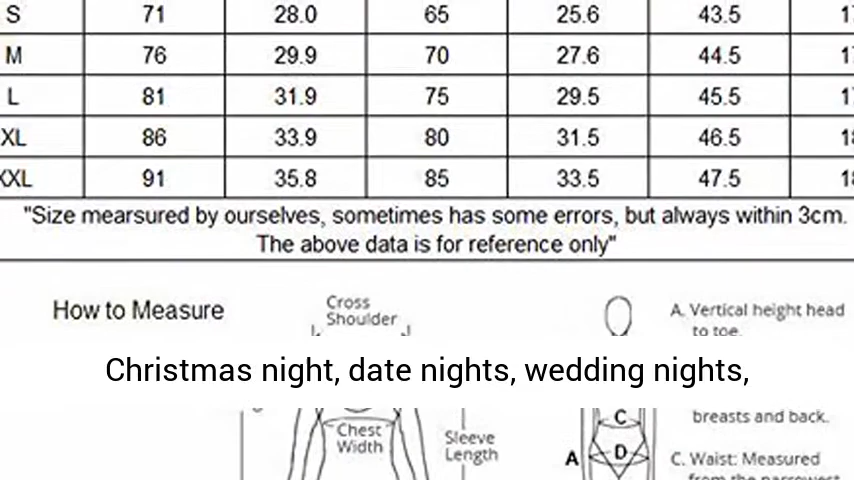 S 71 28.0 65 25.6 43.5
M 76 29.9 70 27.6 44.5
L 81 31.9 75 29.5 45.5
XL 86 33.9 80 31.5 46.5
XXL 91 35.8 85 33.5 47.5
"Size mearsured by ourselves, sometimes has some errors, but always within 3cm.
The above data is for reference only"
How to Measure
Cross
Shoulder
A. Vertical height head
to toe.
Christmas night, date nights, wedding nights,
Chest
Width
Sleeve
Length
A
C
D
breasts and back.
C. Waist: Measured
from the narrowest